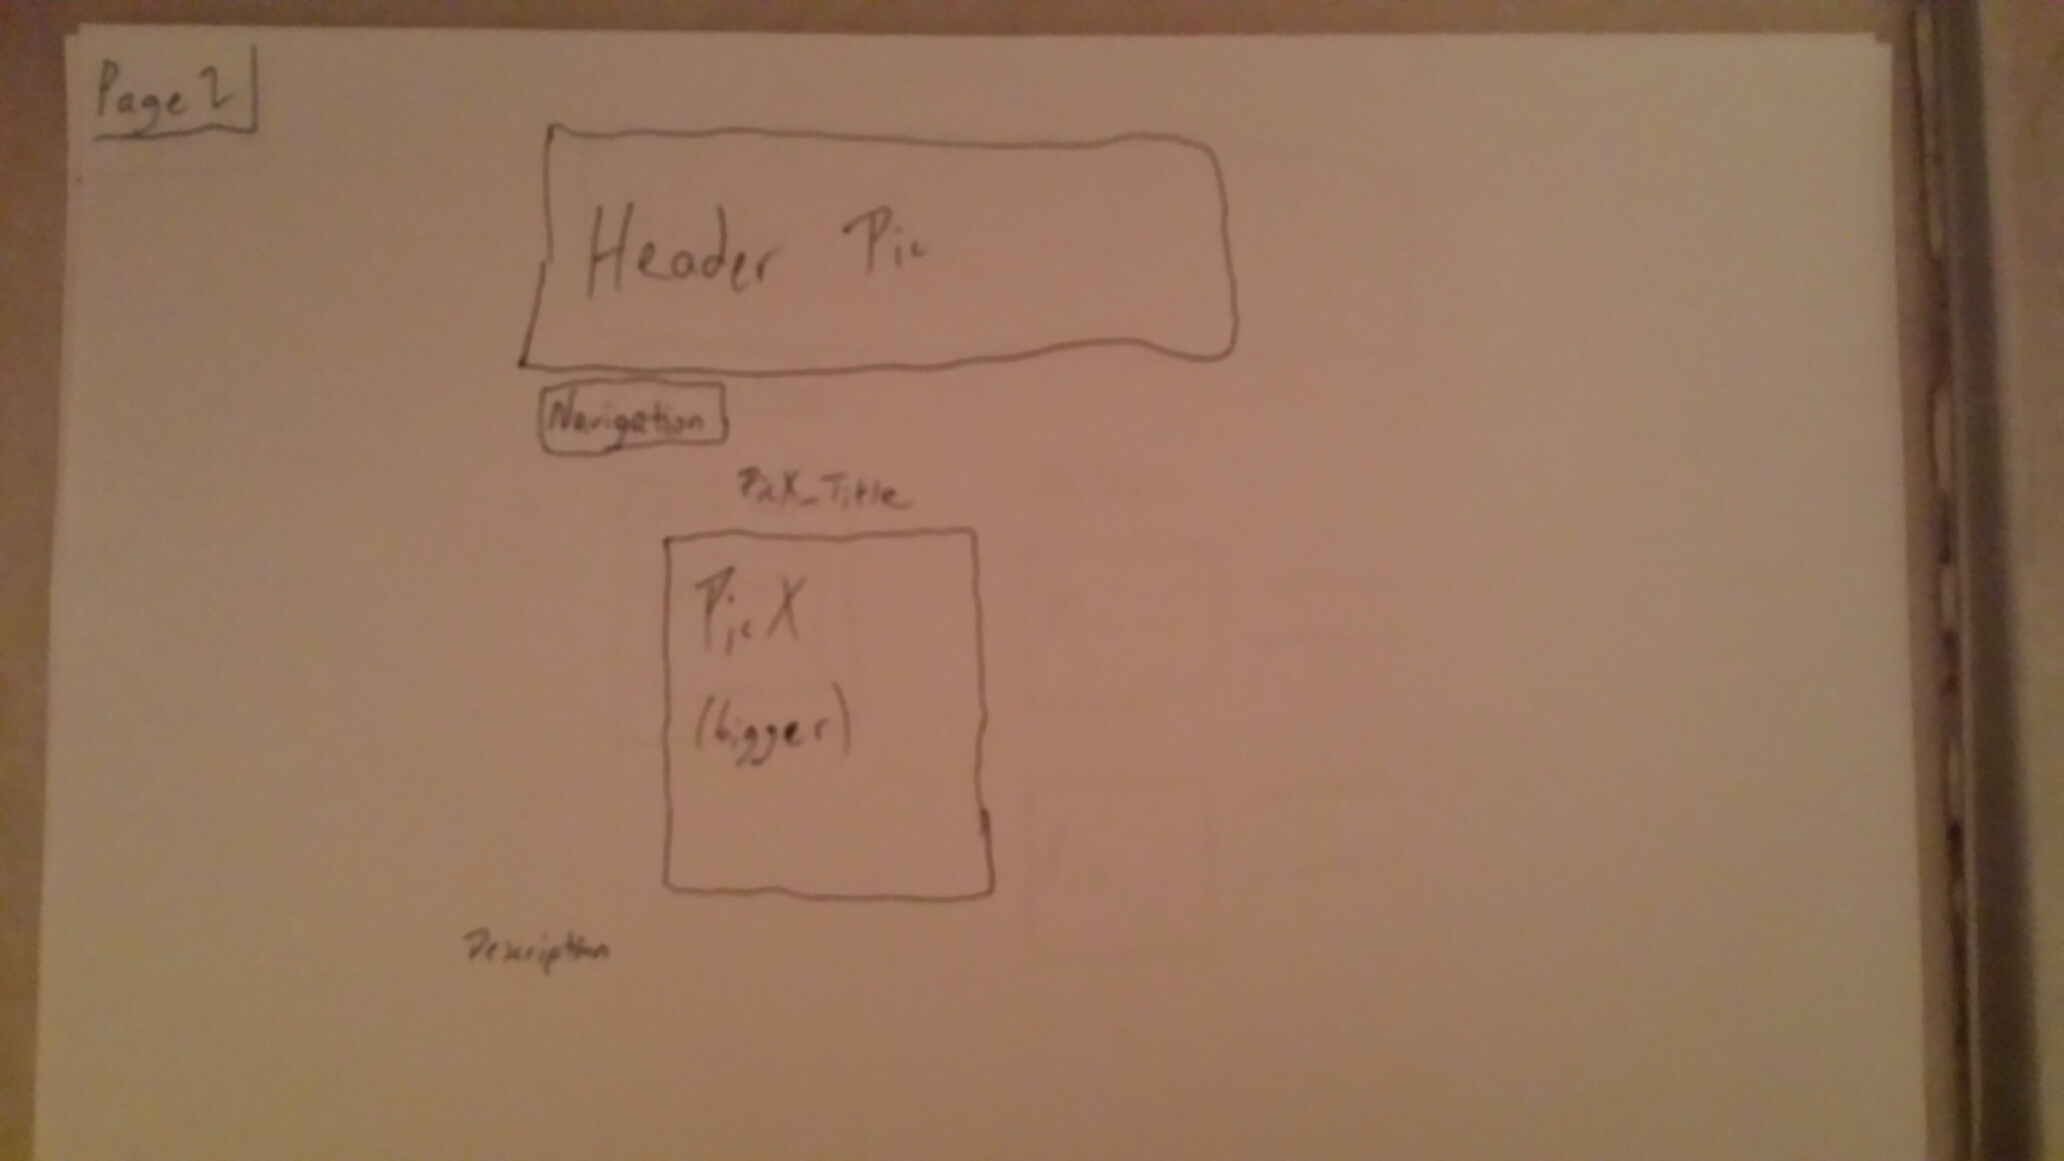 Page 2
Header Pic
Navigation
PicX_Title
Pic X
(bigger)
Description